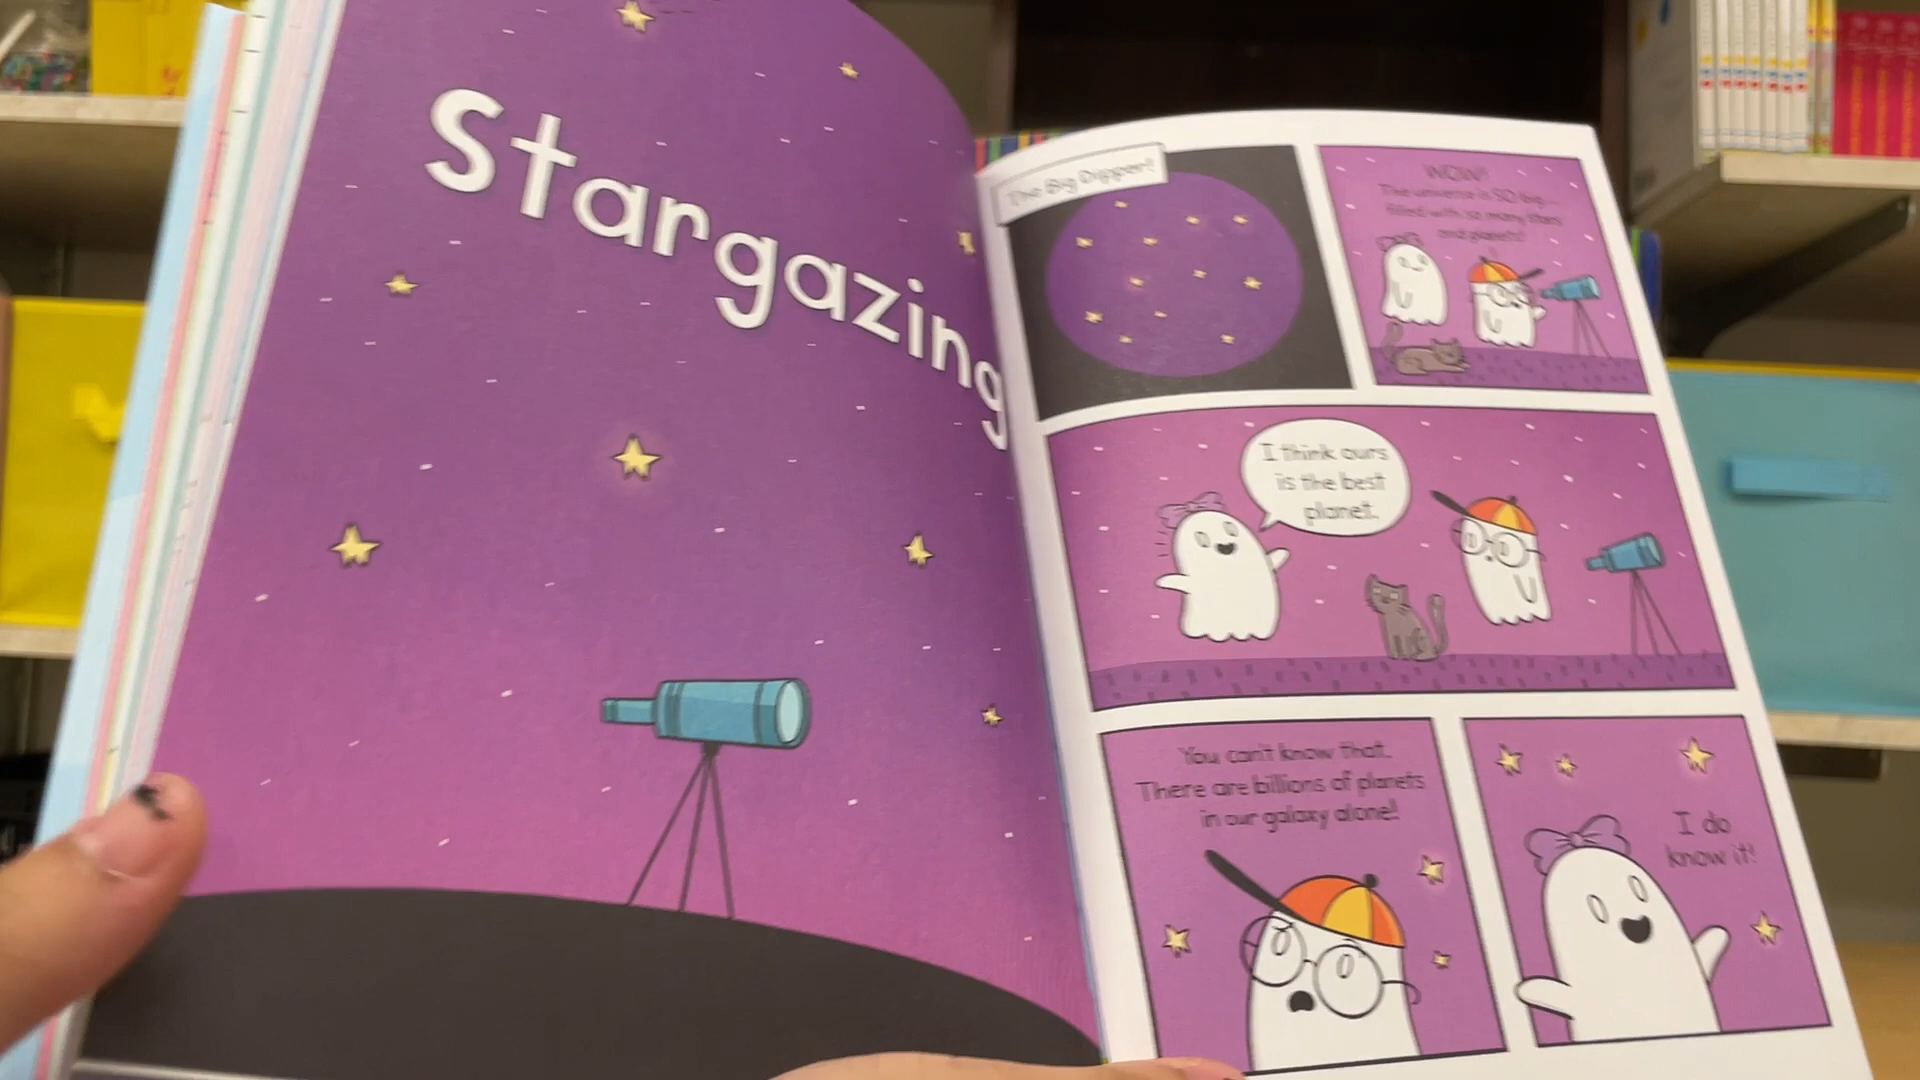 Stargazing
The Big Dipper!
WOW!
The universe is SO big...
filled with so many stars
and planets!
I think ours
is the best
planet.
You can't know that.
There are billions of planets
in our galaxy alone!
I do
know it!